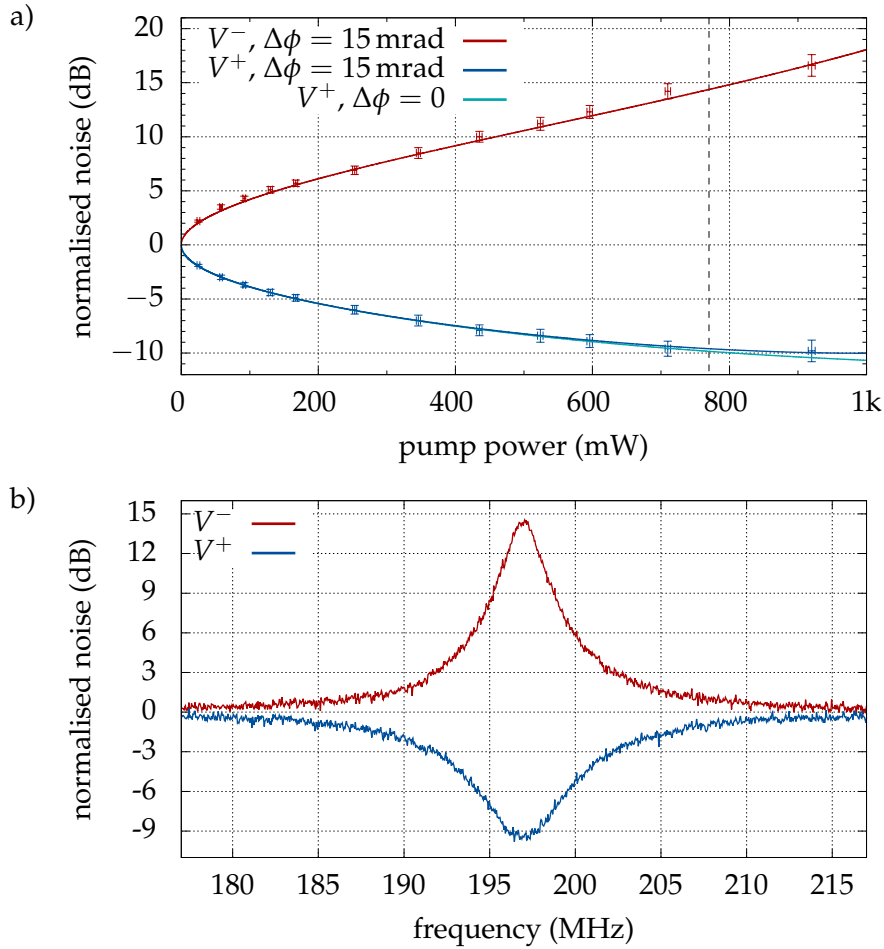 a)
20
15
10
5
0
−5
−10
normalised noise (dB)
V⁻, Δϕ = 15 mrad
V⁺, Δϕ = 15 mrad
V⁺, Δϕ = 0
0 200 400 600 800 1k
pump power (mW)
b)
15
12
9
6
3
0
-3
-6
-9
normalised noise (dB)
V⁻
V⁺
180 185 190 195 200 205 210 215
frequency (MHz)